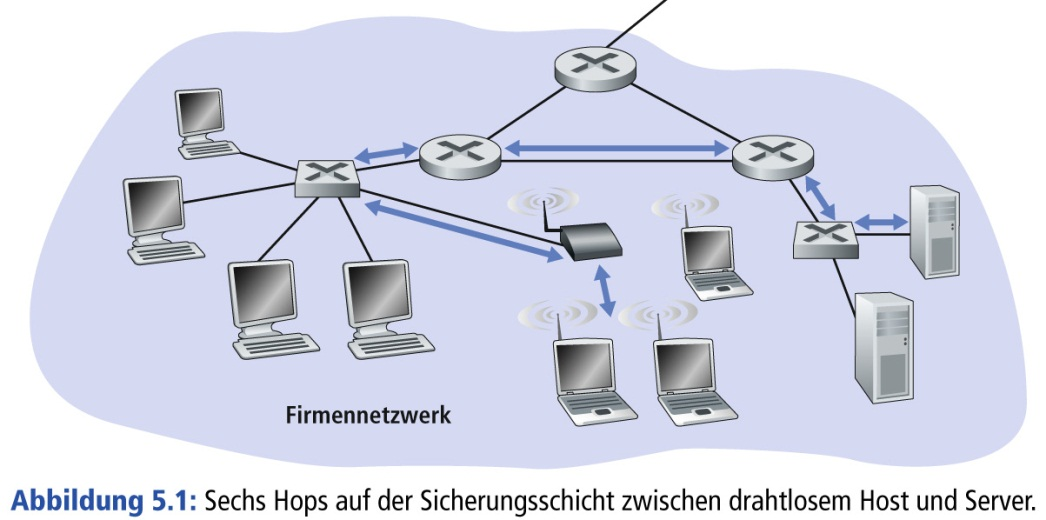 Firmennetzwerk
Abbildung 5.1: Sechs Hops auf der Sicherungsschicht zwischen drahtlosem Host und Server.